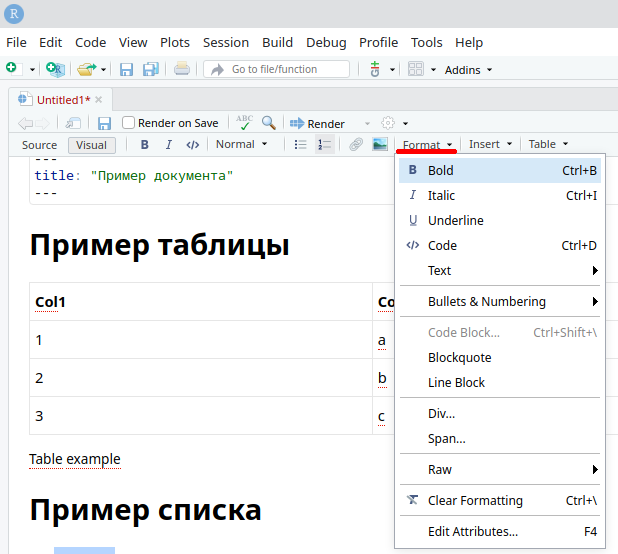 R
File Edit Code View Plots Session Build Debug Profile Tools Help
R Go to file/function Addins
Untitled1*
Render on Save ABC Render
Source Visual B I </> Normal Format Insert Table
---
title: "Пример документа"
---
Пример таблицы
Col1 Co
1 a
2 b
3 c
Table example
Пример списка
B Bold Ctrl+B
I Italic Ctrl+I
U Underline
</> Code Ctrl+D
Text
Bullets & Numbering
Code Block... Ctrl+Shift+\
Blockquote
Line Block
Div...
Span...
Raw
Clear Formatting Ctrl+\
Edit Attributes... F4